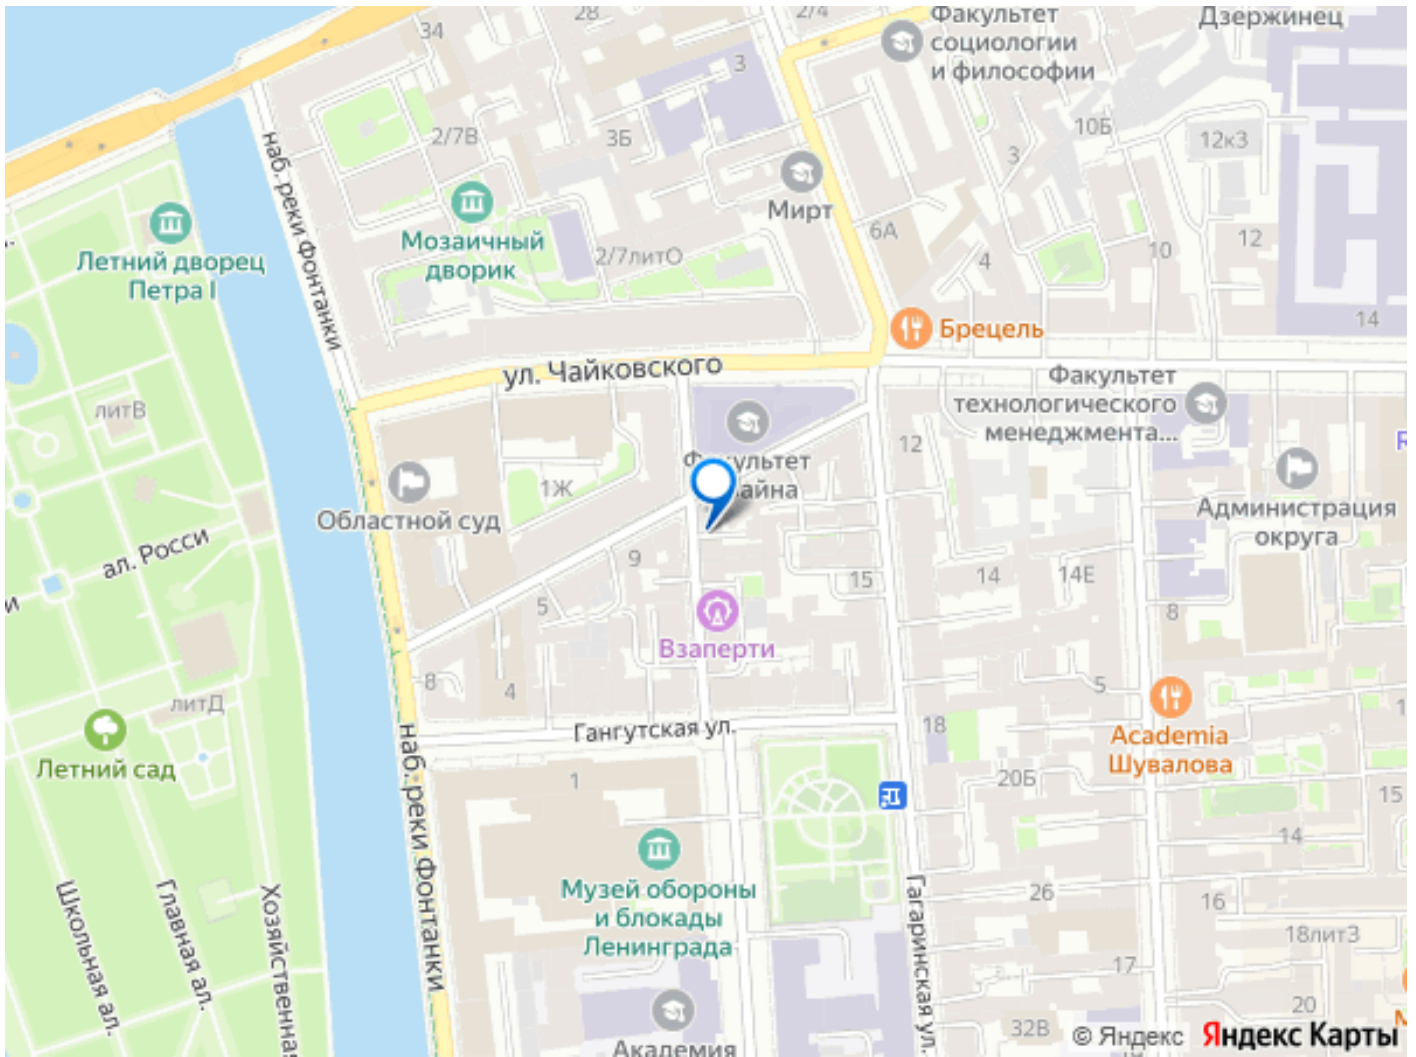 34
28
2/4
Факультет
социологии
и философии
Дзержинец
3
наб. реки фонтанки
2/7В
3Б
10Б
12к3
3
Мирт
Летний дворец
Петра I
Мозаичный
дворик
2/7литО
6А
4
10
12
Брецель
14
ул. Чайковского
Факультет
технологического
менеджмента...
литВ
12
Факультет
Областной суд
1Ж
Администрация
округа
ал. Росси
9
15
14
14Е
5
8
Взаперти
8
4
5
литД
Гангутская ул.
18
Academia
Шувалова
Летний сад
наб. реки фонтанки
1
20Б
15
14
Музей обороны
и блокады
Ленинграда
Школьная ал.
Главная ал.
Хозяйственная
Гагаринская ул.
26
16
18литЗ
17
20
32В
Академия
© Яндекс Яндекс Карты